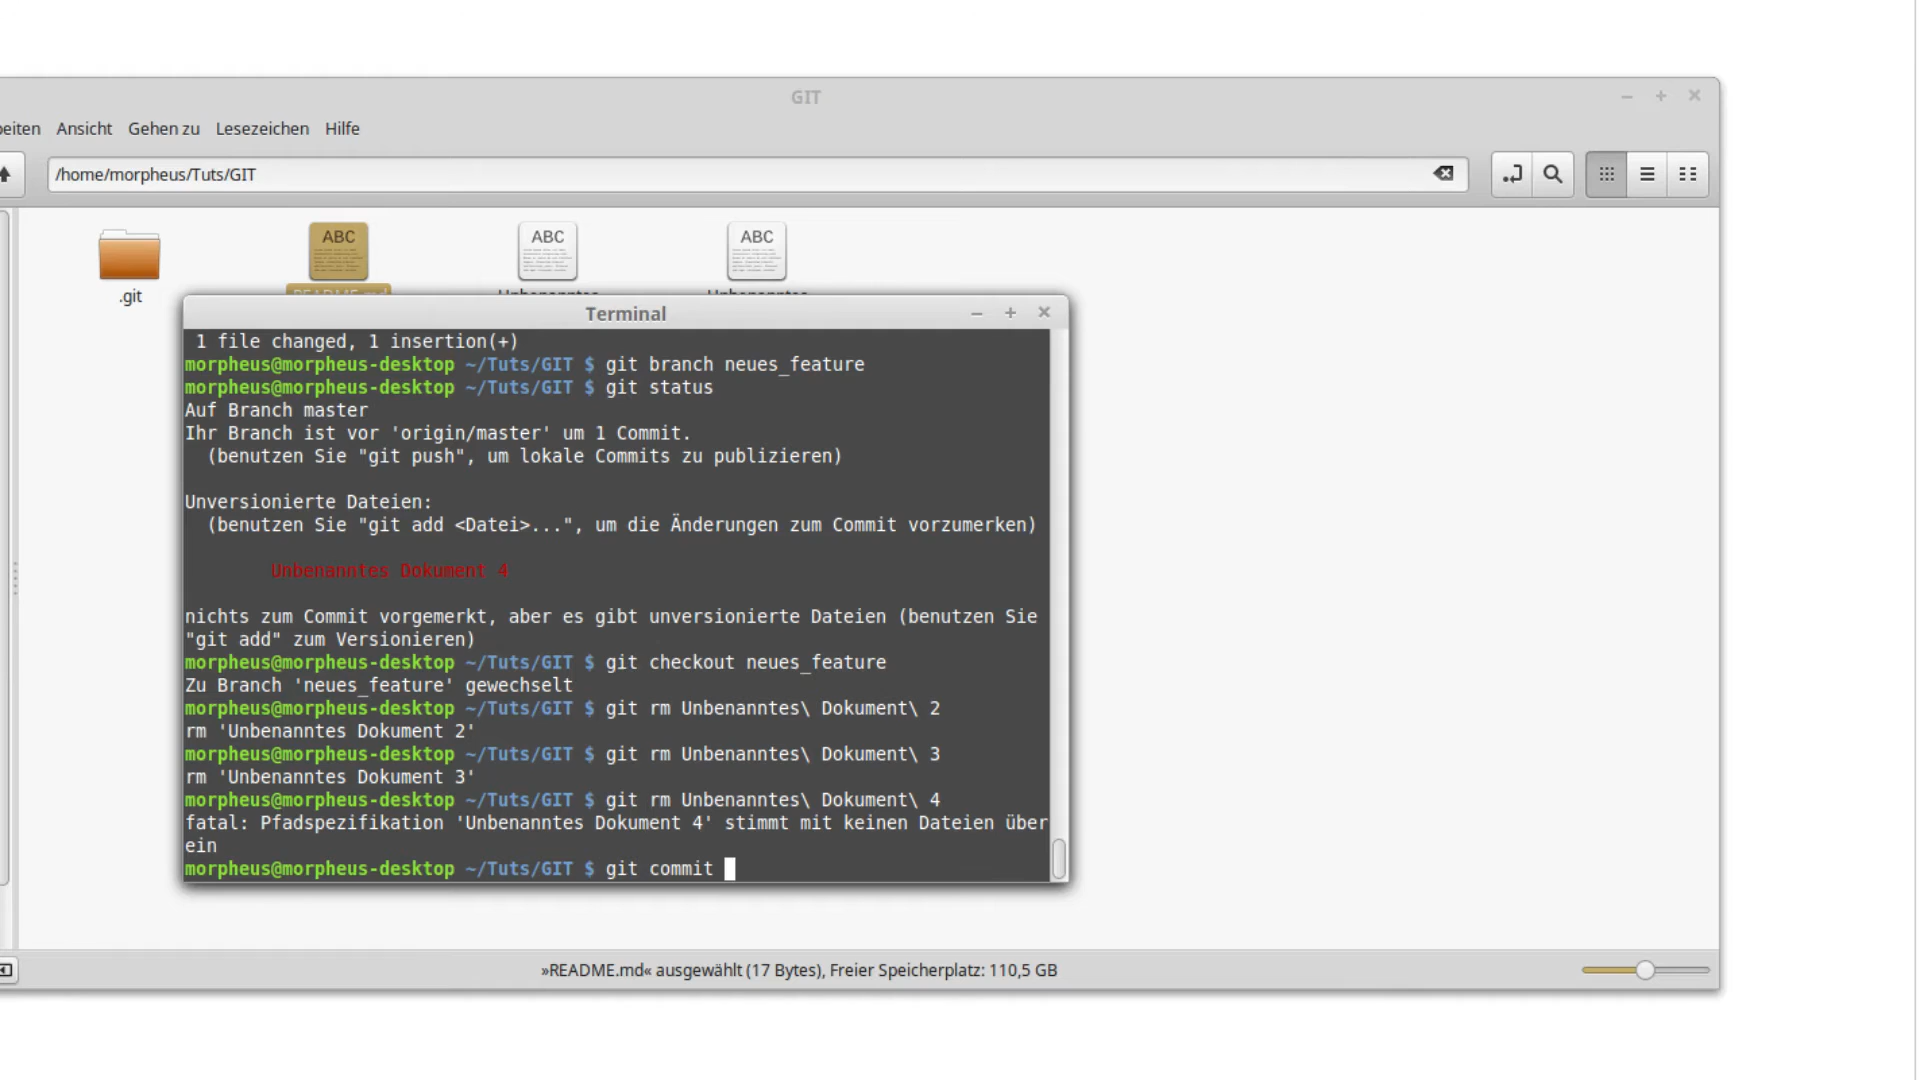 GIT
Ansicht Gehen zu Lesezeichen Hilfe
/home/morpheus/Tuts/GIT
ABC
ABC
ABC
.git
Terminal
1 file changed, 1 insertion(+)
morpheus@morpheus-desktop ~/Tuts/GIT $ git branch neues_feature
morpheus@morpheus-desktop ~/Tuts/GIT $ git status
Auf Branch master
Ihr Branch ist vor 'origin/master' um 1 Commit.
(benutzen Sie "git push", um lokale Commits zu publizieren)
Unversionierte Dateien:
(benutzen Sie "git add <Datei>...", um die Änderungen zum Commit vorzumerken)
Unbenanntes Dokument 4
nichts zum Commit vorgemerkt, aber es gibt unversionierte Dateien (benutzen Sie
"git add" zum Versionieren)
morpheus@morpheus-desktop ~/Tuts/GIT $ git checkout neues_feature
Zu Branch 'neues_feature' gewechselt
morpheus@morpheus-desktop ~/Tuts/GIT $ git rm Unbenanntes\ Dokument\ 2
rm 'Unbenanntes Dokument 2'
morpheus@morpheus-desktop ~/Tuts/GIT $ git rm Unbenanntes\ Dokument\ 3
rm 'Unbenanntes Dokument 3'
morpheus@morpheus-desktop ~/Tuts/GIT $ git rm Unbenanntes\ Dokument\ 4
fatal: Pfadspezifikation 'Unbenanntes Dokument 4' stimmt mit keinen Dateien über
ein
morpheus@morpheus-desktop ~/Tuts/GIT $ git commit
»README.md« ausgewählt (17 Bytes), Freier Speicherplatz: 110,5 GB